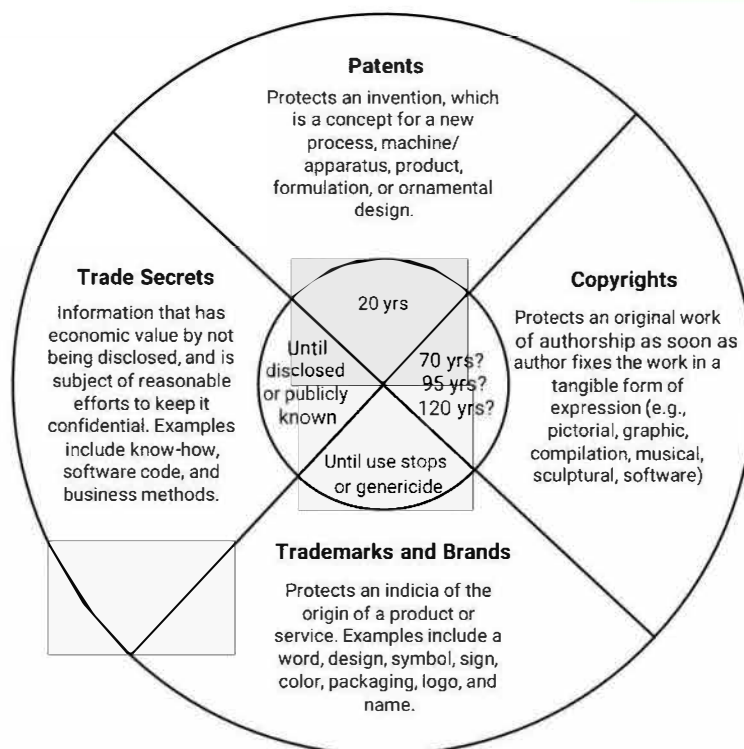 Patents
Protects an invention, which
is a concept for a new
process, machine/
apparatus, product,
formulation, or ornamental
design.
Trade Secrets
Information that has
economic value by not
being disclosed, and is
subject of reasonable
efforts to keep it
confidential. Examples
include know-how,
software code, and
business methods.
20 yrs
Until
disclosed
or publicly
known
70 yrs?
95 yrs?
120 yrs?
Until use stops
or genericide
Copyrights
Protects an original work
of authorship as soon as
author fixes the work in a
tangible form of
expression (e.g.,
pictorial, graphic,
compilation, musical,
sculptural, software)
Trademarks and Brands
Protects an indicia of the
origin of a product or
service. Examples include a
word, design, symbol, sign,
color, packaging, logo, and
name.